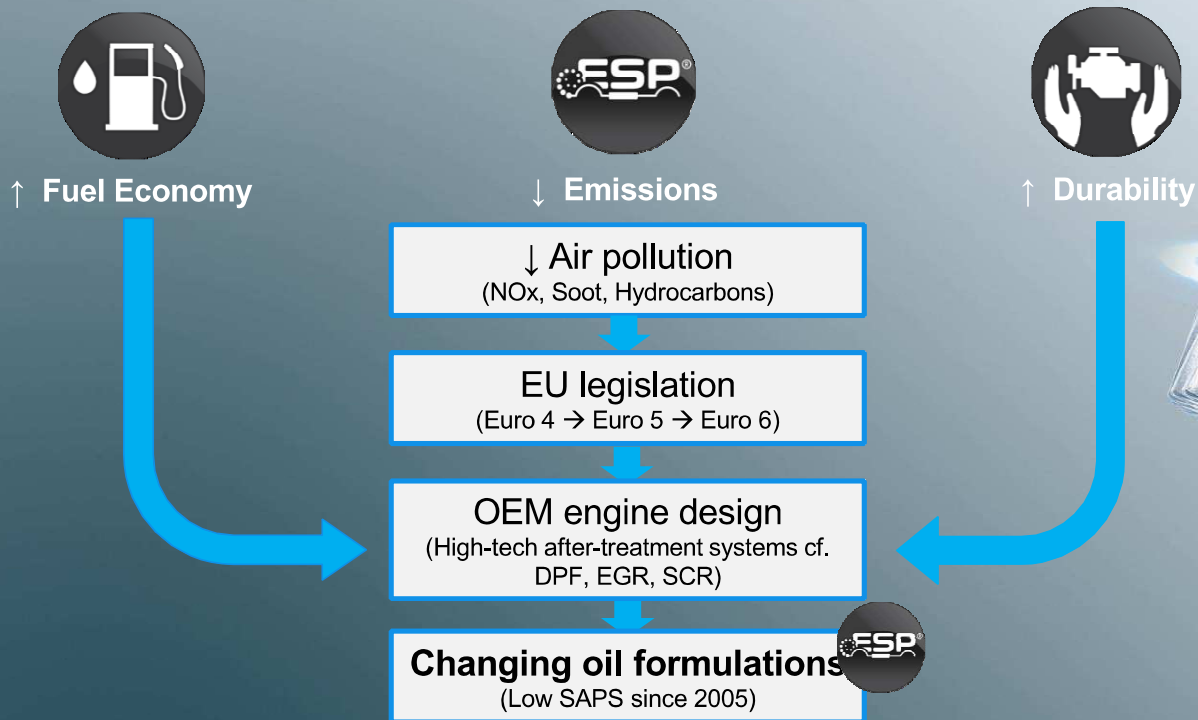 ESP®
↑ Fuel Economy
↓ Emissions
↑ Durability
↓ Air pollution
(NOx, Soot, Hydrocarbons)
EU legislation
(Euro 4 → Euro 5 → Euro 6)
OEM engine design
(High-tech after-treatment systems cf.
DPF, EGR, SCR)
Changing oil formulations
(Low SAPS since 2005)
ESP®